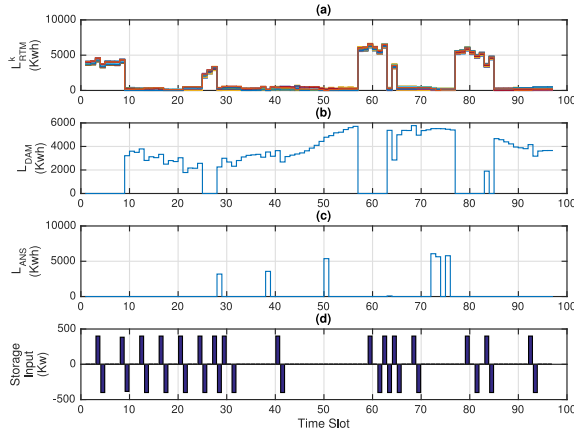 (a)
L^k_RTM
(Kwh)
10000
5000
0
0 10 20 30 40 50 60 70 80 90 100
(b)
L_DAM
(Kwh)
6000
4000
2000
0
0 10 20 30 40 50 60 70 80 90 100
(c)
L_ANS
(Kwh)
10000
5000
0
0 10 20 30 40 50 60 70 80 90 100
(d)
Storage
Input
(Kw)
500
0
-500
0 10 20 30 40 50 60 70 80 90 100
Time Slot